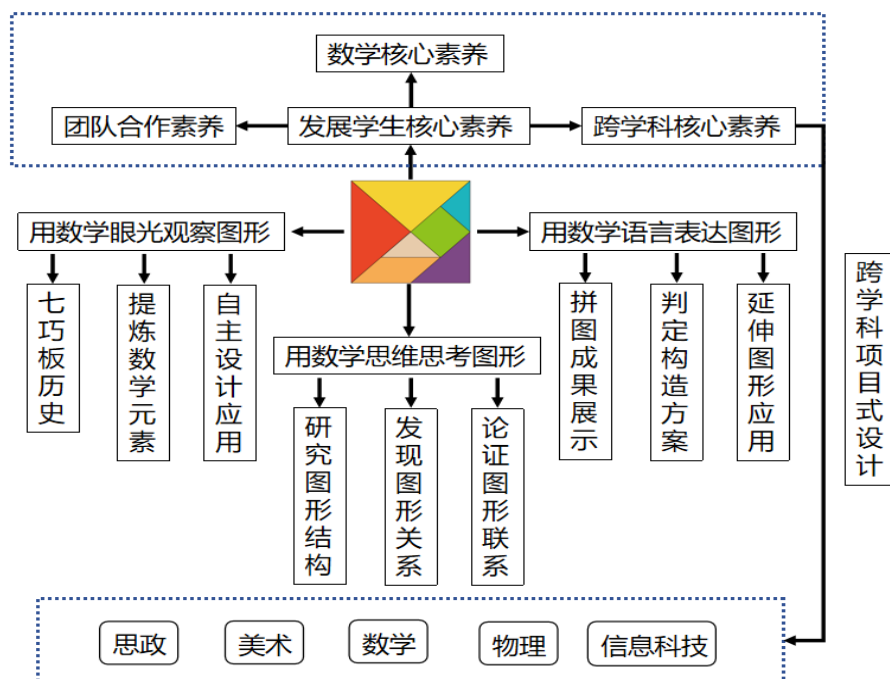 数学核心素养
团队合作素养
发展学生核心素养
跨学科核心素养
用数学眼光观察图形
用数学语言表达图形
七巧板历史
提炼数学元素
自主设计应用
用数学思维思考图形
拼图成果展示
判定构造方案
延伸图形应用
跨学科项目式设计
研究图形结构
发现图形关系
论证图形联系
思政
美术
数学
物理
信息科技